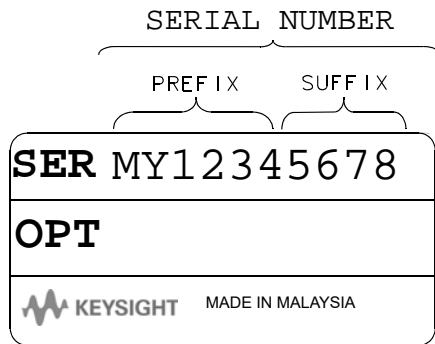 SERIAL NUMBER
PREFIX SUFFIX
SER MY12345678
OPT
KEYSIGHT MADE IN MALAYSIA